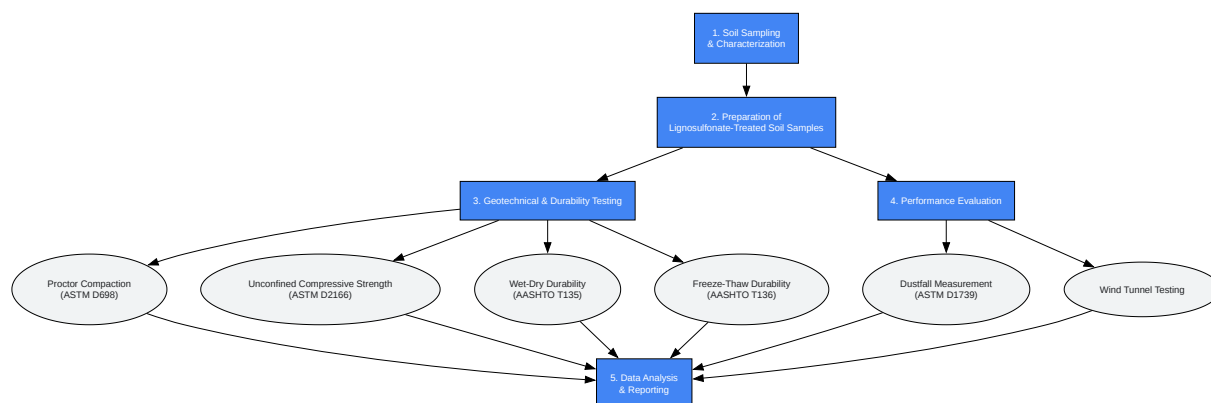 1. Soil Sampling
& Characterization
2. Preparation of
Lignosulfonate-Treated Soil Samples
3. Geotechnical & Durability Testing
4. Performance Evaluation
Proctor Compaction
(ASTM D698)
Unconfined Compressive Strength
(ASTM D2166)
Wet-Dry Durability
(AASHTO T135)
Freeze-Thaw Durability
(AASHTO T136)
Dustfall Measurement
(ASTM D1739)
Wind Tunnel Testing
5. Data Analysis
& Reporting